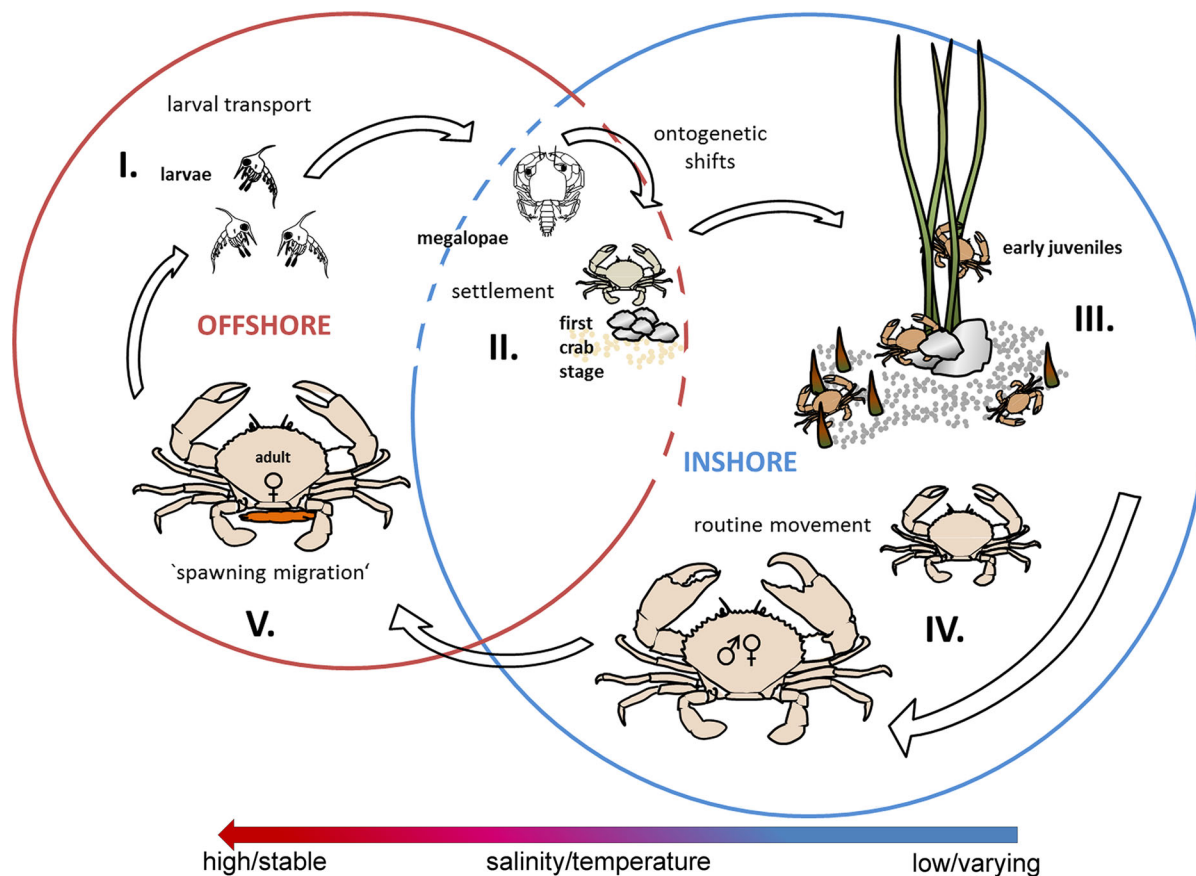 larval transport
I.
larvae
megalopae
ontogenetic
shifts
settlement
II.
first
crab
stage
early juveniles
III.
OFFSHORE
INSHORE
adult
♀
`spawning migration‘
V.
routine movement
♂♀
IV.
high/stable
salinity/temperature
low/varying